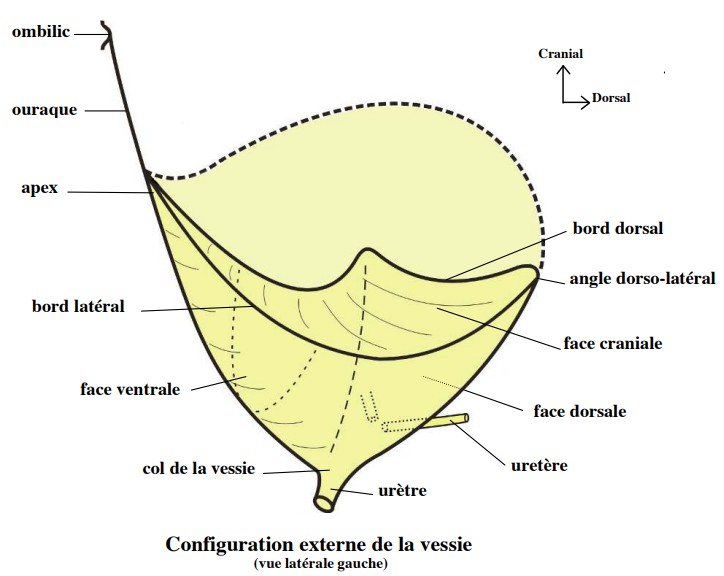 ombilic
Cranial
Dorsal
ouraque
apex
bord dorsal
angle dorso-latéral
bord latéral
face craniale
face ventrale
face dorsale
col de la vessie
uretère
urètre
Configuration externe de la vessie
(vue latérale gauche)